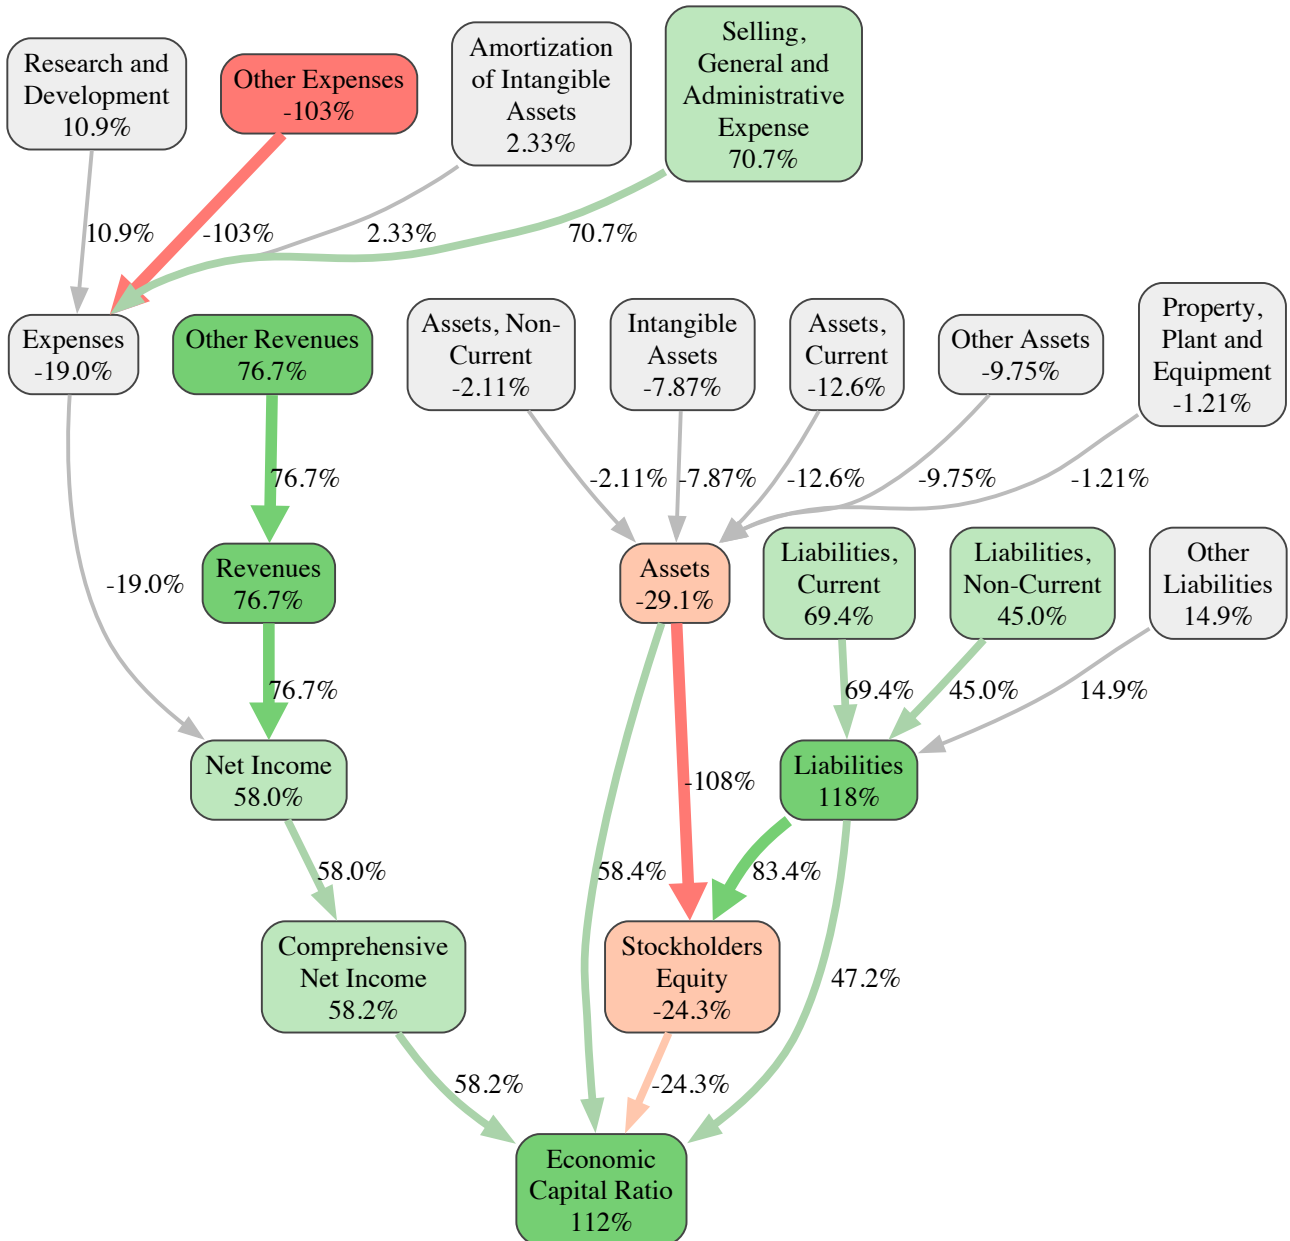 Research and
Development
10.9%
Other Expenses
-103%
Amortization
of Intangible
Assets
2.33%
Selling,
General and
Administrative
Expense
70.7%
10.9%
-103%
2.33%
70.7%
Expenses
-19.0%
Other Revenues
76.7%
Assets, Non-
Current
-2.11%
Intangible
Assets
-7.87%
Assets,
Current
-12.6%
Other Assets
-9.75%
Property,
Plant and
Equipment
-1.21%
76.7%
-2.11%
-7.87%
-12.6%
-9.75%
-1.21%
-19.0%
Revenues
76.7%
Assets
-29.1%
Liabilities,
Current
69.4%
Liabilities,
Non-Current
45.0%
Other
Liabilities
14.9%
76.7%
69.4%
45.0%
14.9%
Net Income
58.0%
-108%
Liabilities
118%
58.0%
58.4%
83.4%
Comprehensive
Net Income
58.2%
Stockholders
Equity
-24.3%
47.2%
58.2%
-24.3%
Economic
Capital Ratio
112%